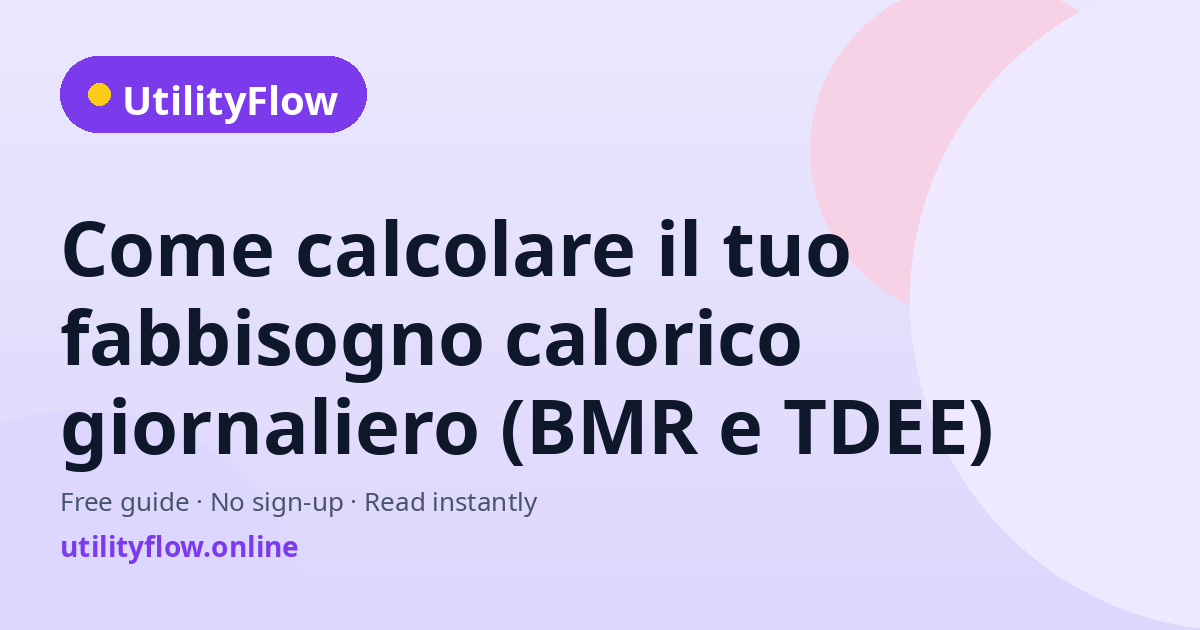 UtilityFlow
Come calcolare il tuo
fabbisogno calorico
giornaliero (BMR e TDEE)
Free guide · No sign-up · Read instantly
utilityflow.online